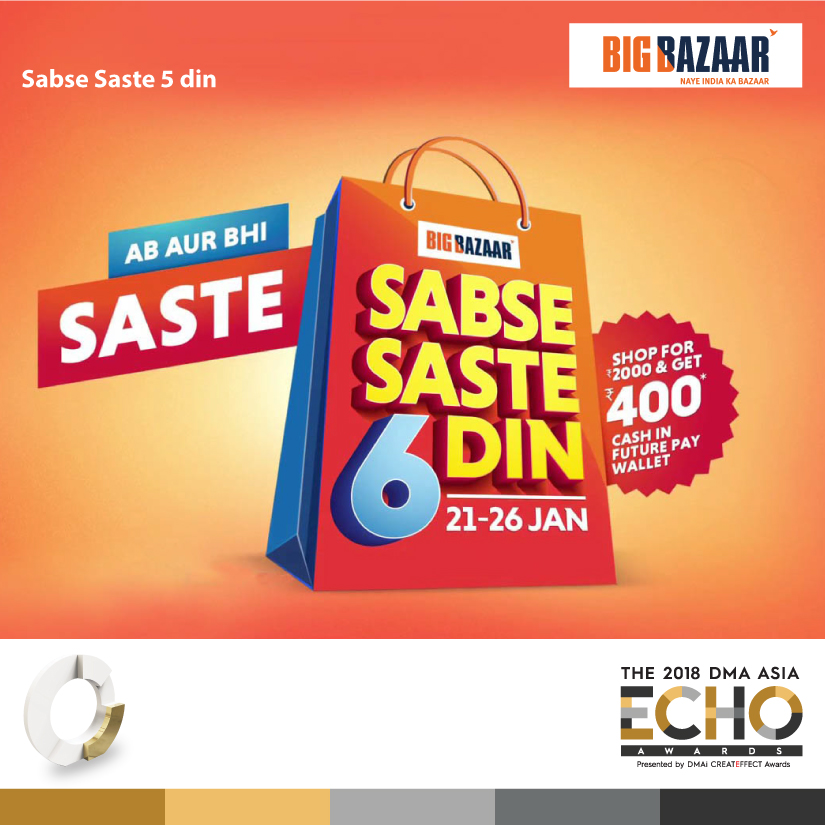 Sabse Saste 5 din
BIG BAZAAR
NAYE INDIA KA BAZAAR
AB AUR BHI
SASTE
BIG BAZAAR
SABSE
SASTE
6 DIN
21-26 JAN
SHOP FOR
₹2000 & GET
₹400*
CASH IN
FUTURE PAY
WALLET
THE 2018 DMA ASIA
ECHO
AWARDS
Presented by DMAi CREATEFFECT Awards